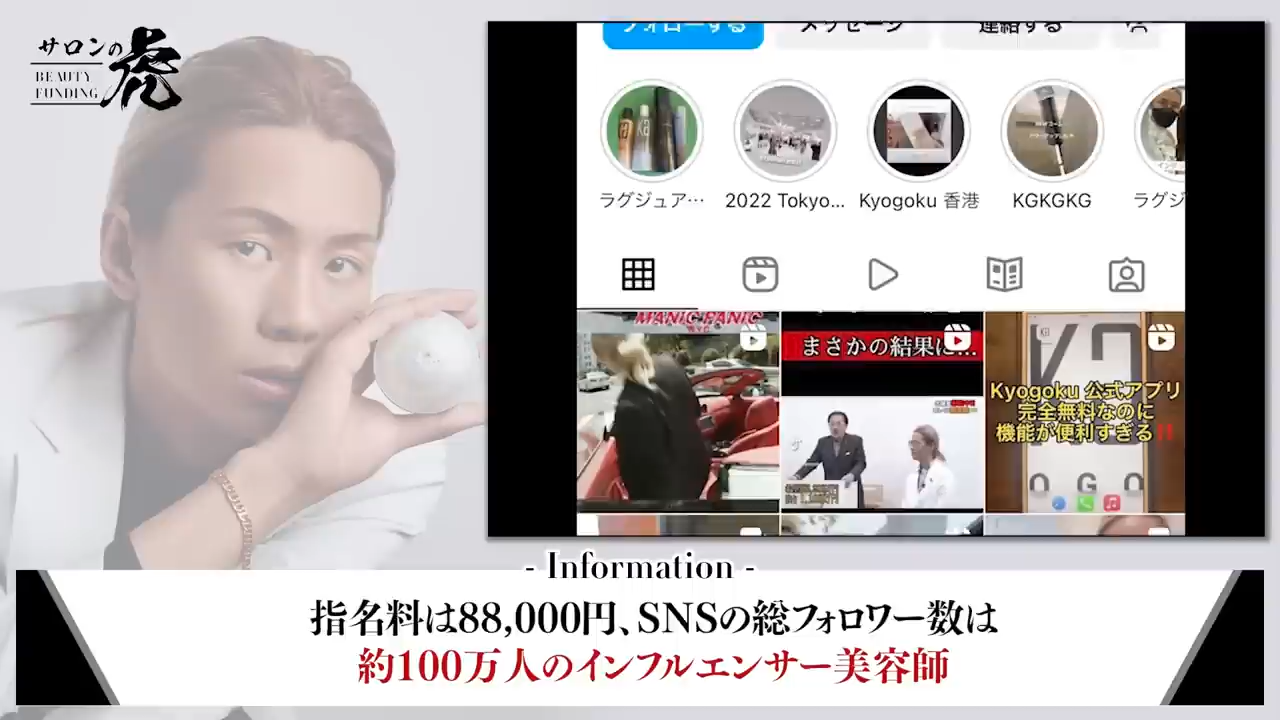 サロンの虎
BEAUTY
FUNDING
フォローする
メッセージ
連絡する
ラグジュア…
2022 Tokyo...
Kyogoku 香港
KGKGKG
ラグジ
MANIC PANIC
NYC
まさかの結果に…
Kyogoku 公式アプリ
完全無料なのに
機能が便利すぎる‼
- Information -
指名料は88,000円、SNSの総フォロワー数は
約100万人のインフルエンサー美容師